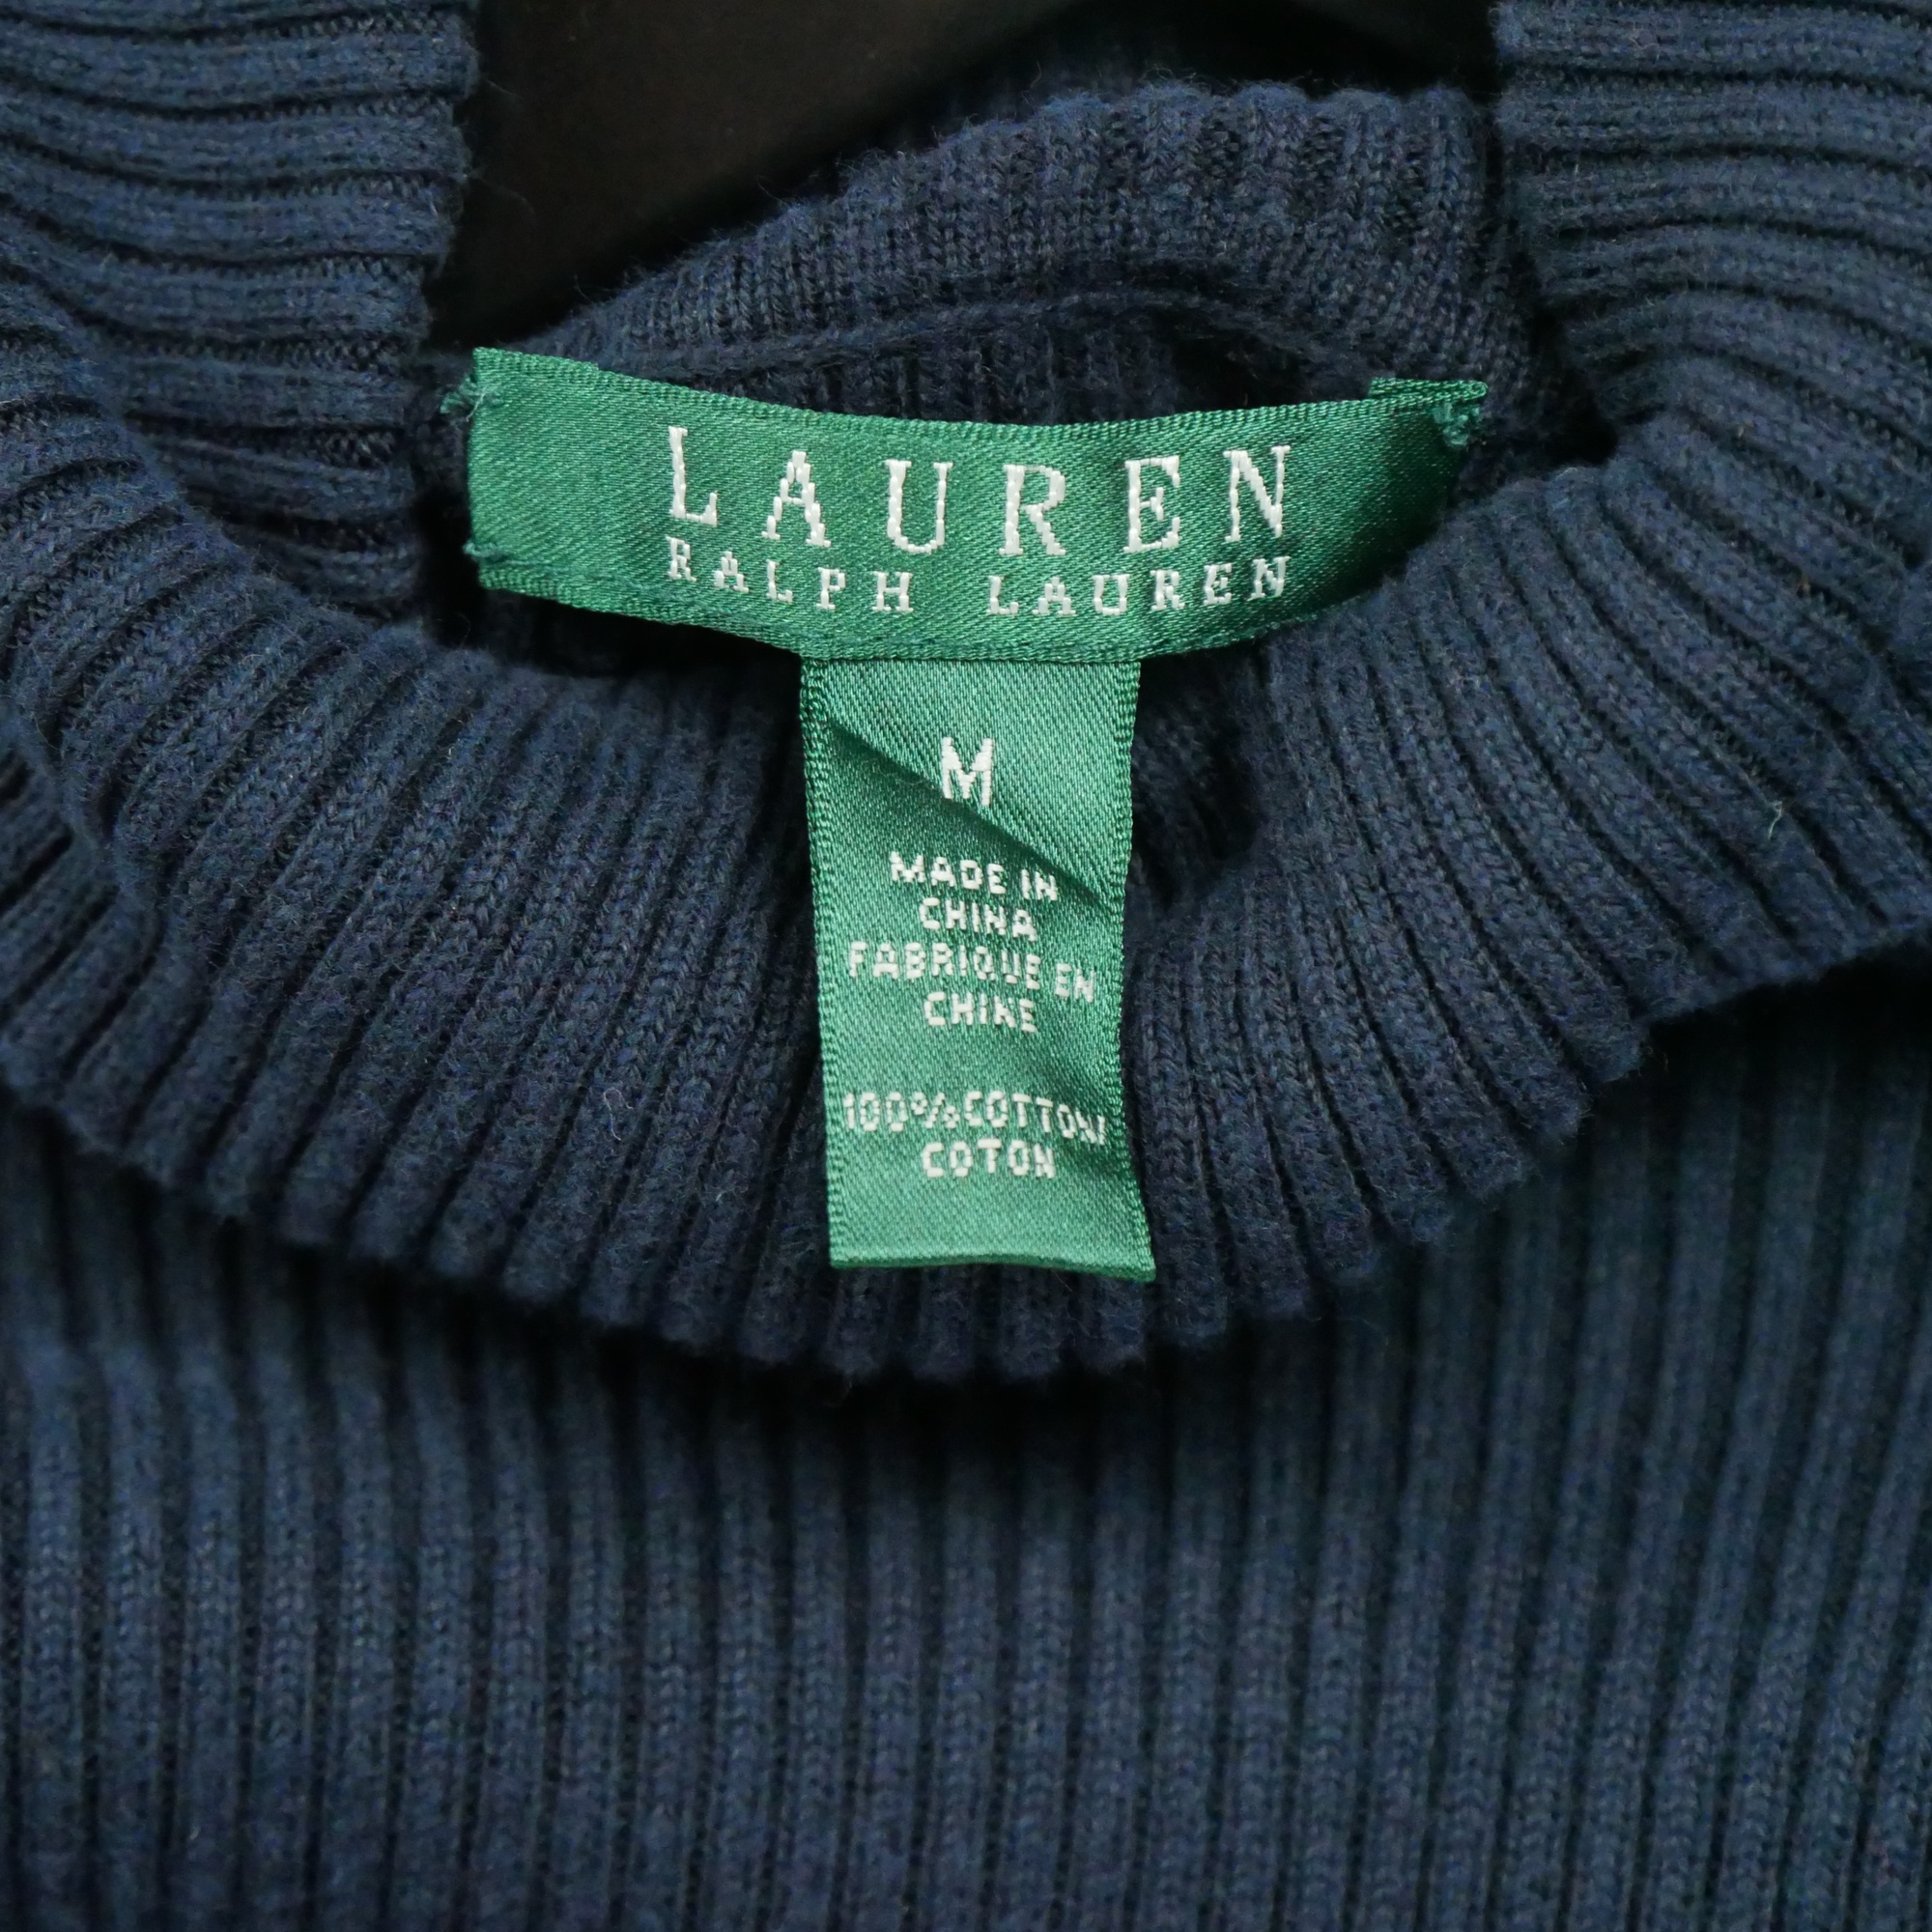 LAUREN
RALPH LAUREN
M
MADE IN
CHINA
FABRIQUE EN
CHINE
100%COTTON/
COTON